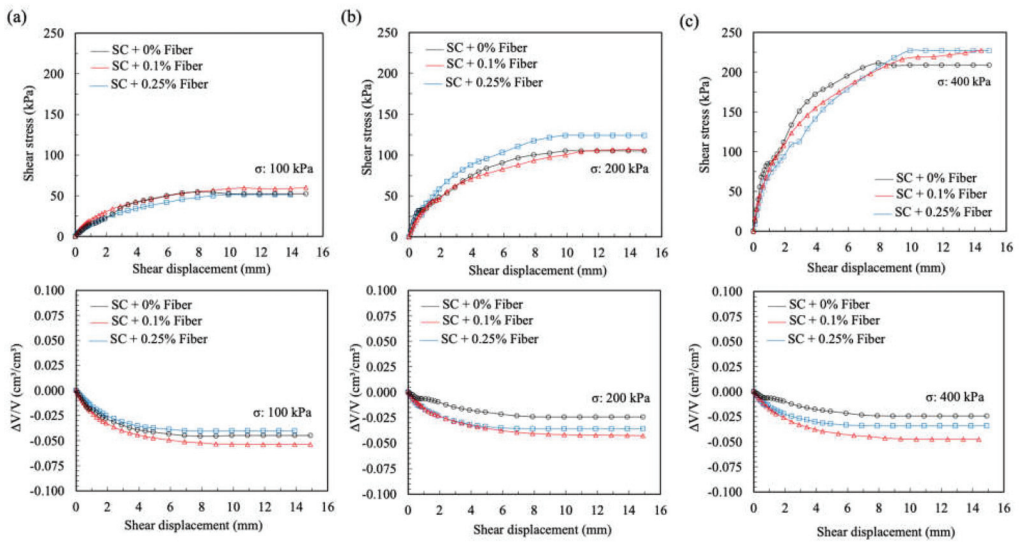 (a)
250
200
150
100
50
0
Shear stress (kPa)
SC + 0% Fiber
SC + 0.1% Fiber
SC + 0.25% Fiber
σ: 100 kPa
0 2 4 6 8 10 12 14 16
Shear displacement (mm)
(b)
250
200
150
100
50
0
Shear stress (kPa)
SC + 0% Fiber
SC + 0.1% Fiber
SC + 0.25% Fiber
σ: 200 kPa
0 2 4 6 8 10 12 14 16
Shear displacement (mm)
(c)
250
200
150
100
50
0
Shear stress (kPa)
σ: 400 kPa
SC + 0% Fiber
SC + 0.1% Fiber
SC + 0.25% Fiber
0 2 4 6 8 10 12 14 16
Shear displacement (mm)
0.100
0.075
0.050
0.025
0.000
-0.025
-0.050
-0.075
-0.100
ΔV/V (cm³/cm³)
SC + 0% Fiber
SC + 0.1% Fiber
SC + 0.25% Fiber
σ: 100 kPa
0 2 4 6 8 10 12 14 16
Shear displacement (mm)
0.100
0.075
0.050
0.025
0.000
-0.025
-0.050
-0.075
-0.100
ΔV/V (cm³/cm³)
SC + 0% Fiber
SC + 0.1% Fiber
SC + 0.25% Fiber
σ: 200 kPa
0 2 4 6 8 10 12 14 16
Shear displacement (mm)
0.100
0.075
0.050
0.025
0.000
-0.025
-0.050
-0.075
-0.100
ΔV/V (cm³/cm³)
SC + 0% Fiber
SC + 0.1% Fiber
SC + 0.25% Fiber
σ: 400 kPa
0 2 4 6 8 10 12 14 16
Shear displacement (mm)